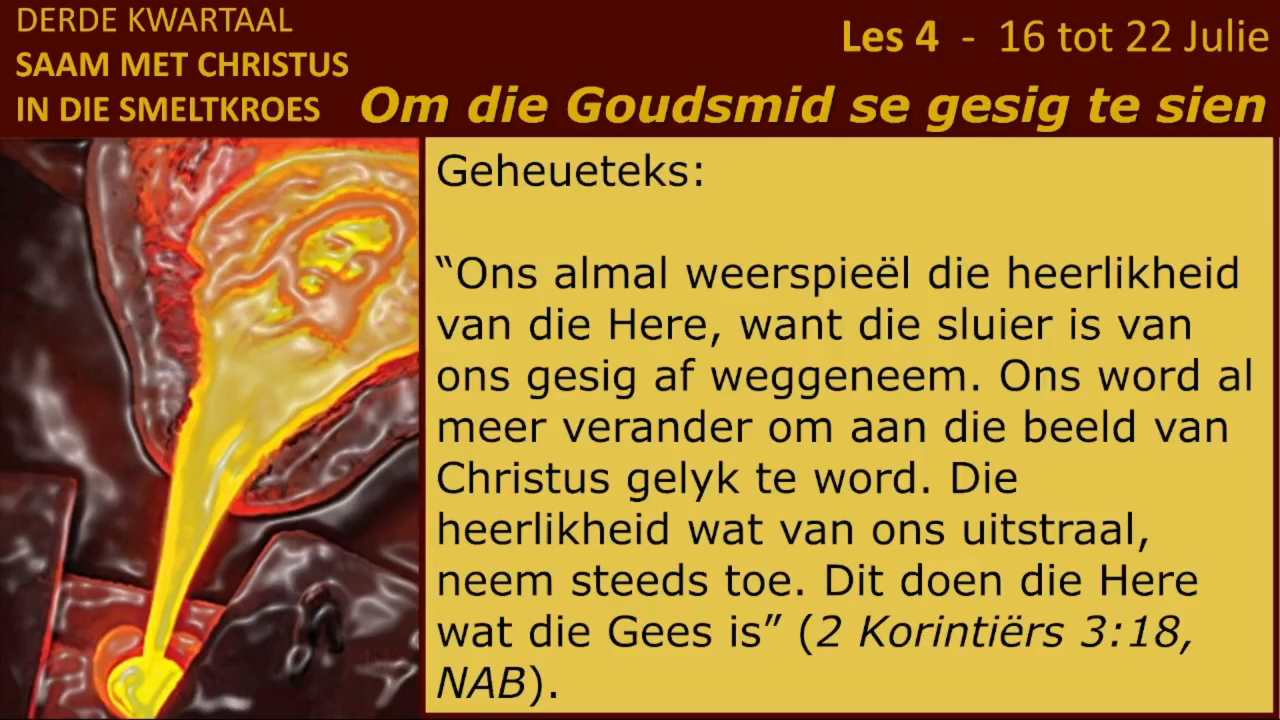 DERDE KWARTAAL
SAAM MET CHRISTUS
IN DIE SMELTKROES
Les 4 - 16 tot 22 Julie
Om die Goudsmid se gesig te sien
Geheueteks:
“Ons almal weerspieël die heerlikheid
van die Here, want die sluier is van
ons gesig af weggeneem. Ons word al
meer verander om aan die beeld van
Christus gelyk te word. Die
heerlikheid wat van ons uitstraal,
neem steeds toe. Dit doen die Here
wat die Gees is” (2 Korintiërs 3:18,
NAB).